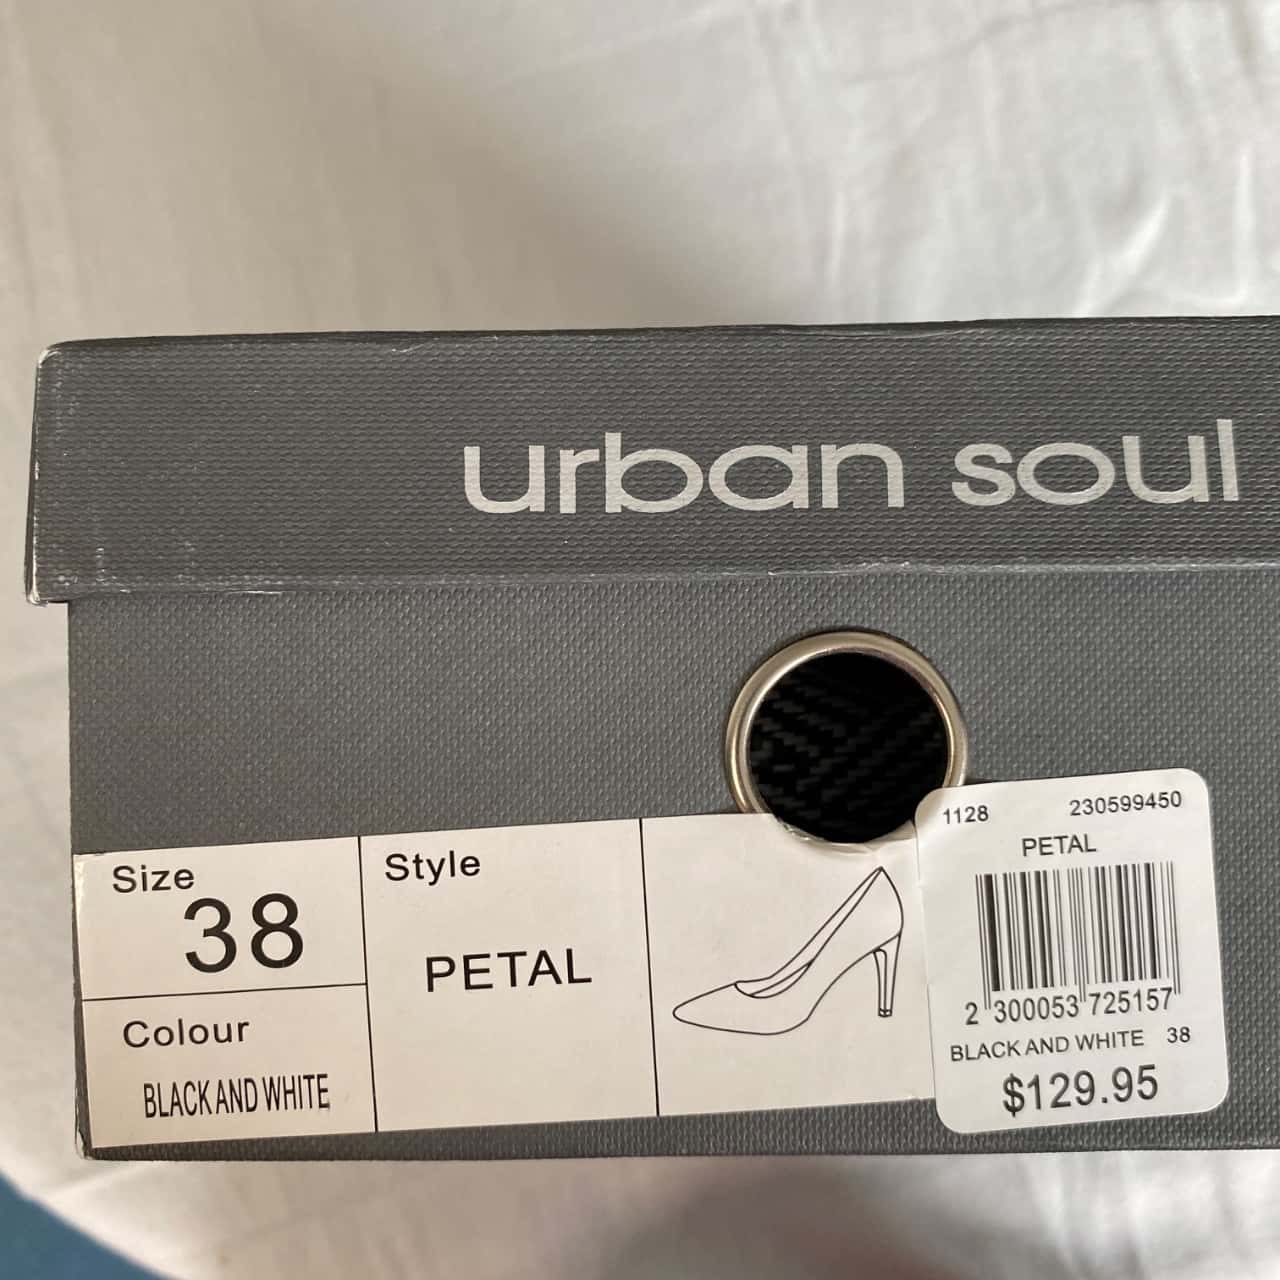 urban soul
Size
38
Colour
BLACK AND WHITE
Style
PETAL
1128 230599450
PETAL
2 300053 725157
BLACK AND WHITE 38
$129.95